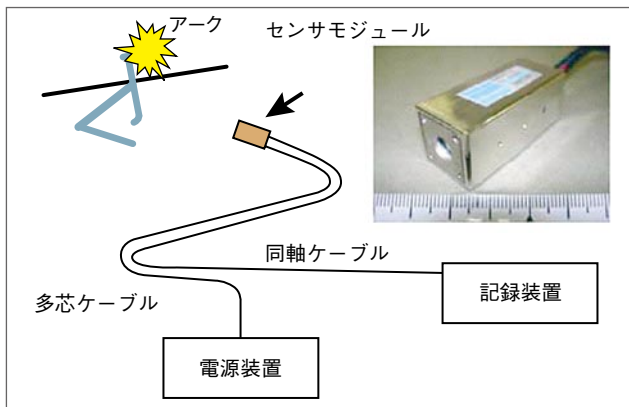 アーク
センサモジュール
同軸ケーブル
多芯ケーブル
記録装置
電源装置